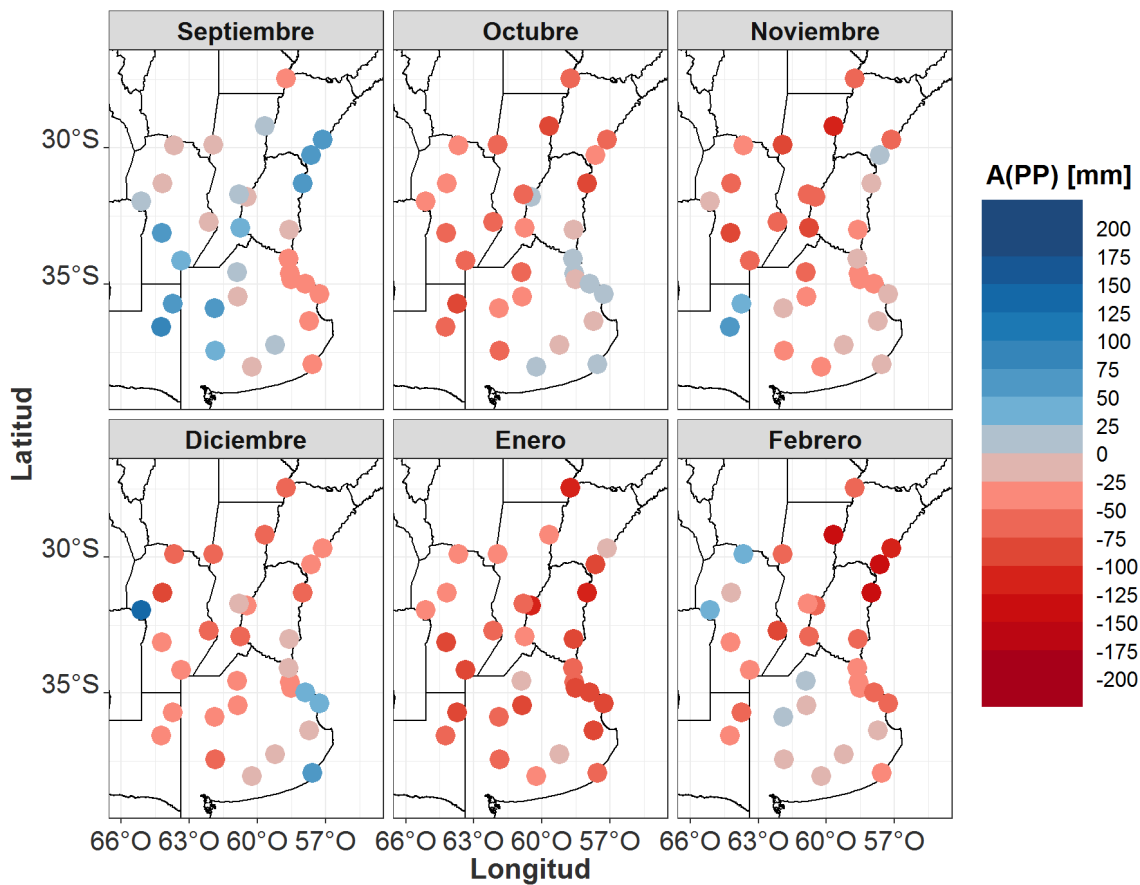 Septiembre Octubre Noviembre
30°S
35°S
Diciembre Enero Febrero
30°S
35°S
66°O 63°O 60°O 57°O 66°O 63°O 60°O 57°O 66°O 63°O 60°O 57°O
Longitud
Latitud
A(PP) [mm]
200
175
150
125
100
75
50
25
0
-25
-50
-75
-100
-125
-150
-175
-200